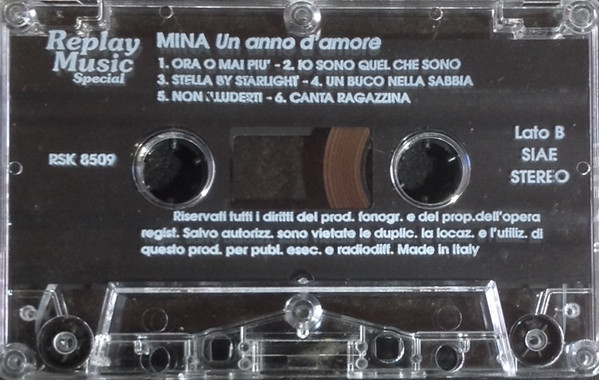 Replay
Music
Special
MINA Un anno d'amore
1. ORA O MAI PIU' - 2. IO SONO QUEL CHE SONO
3. STELLA BY STARLIGHT - 4. UN BUCO NELLA SABBIA
5. NON ILLUDERTI - 6. CANTA RAGAZZINA
RSK 8509
Lato B
SIAE
STEREO
Riservati tutti i diritti del prod. fonogr. e del prop.dell'opera
regist. Salvo autorizz. sono vietate le duplic. la locaz. e l'utiliz. di
questo prod. per publ. esec. e radiodiff. Made in Italy